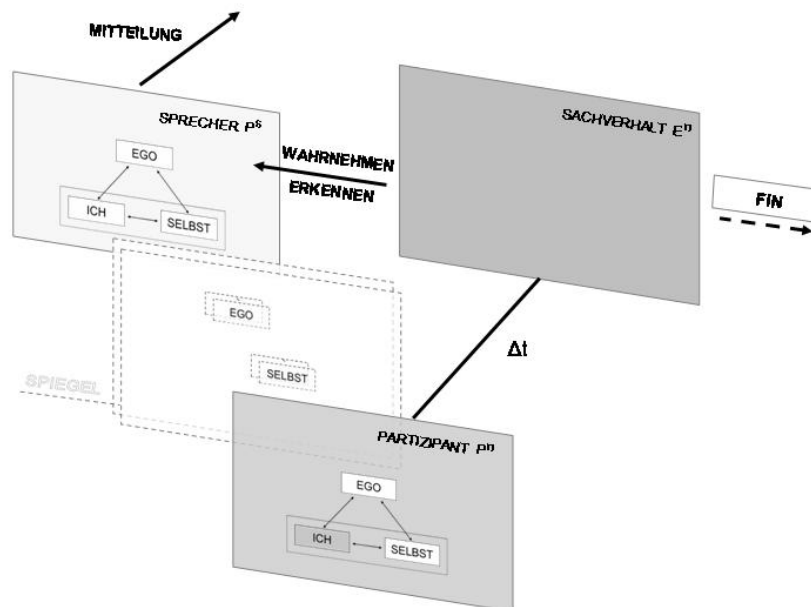 MITTEILUNG
SPRECHER Pˢ
EGO
ICH
SELBST
WAHRNEHMEN
ERKENNEN
SACHVERHALT Eⁿ
FIN
EGO
SELBST
SPIEGEL
Δt
PARTIZIPANT Pⁿ
EGO
ICH
SELBST